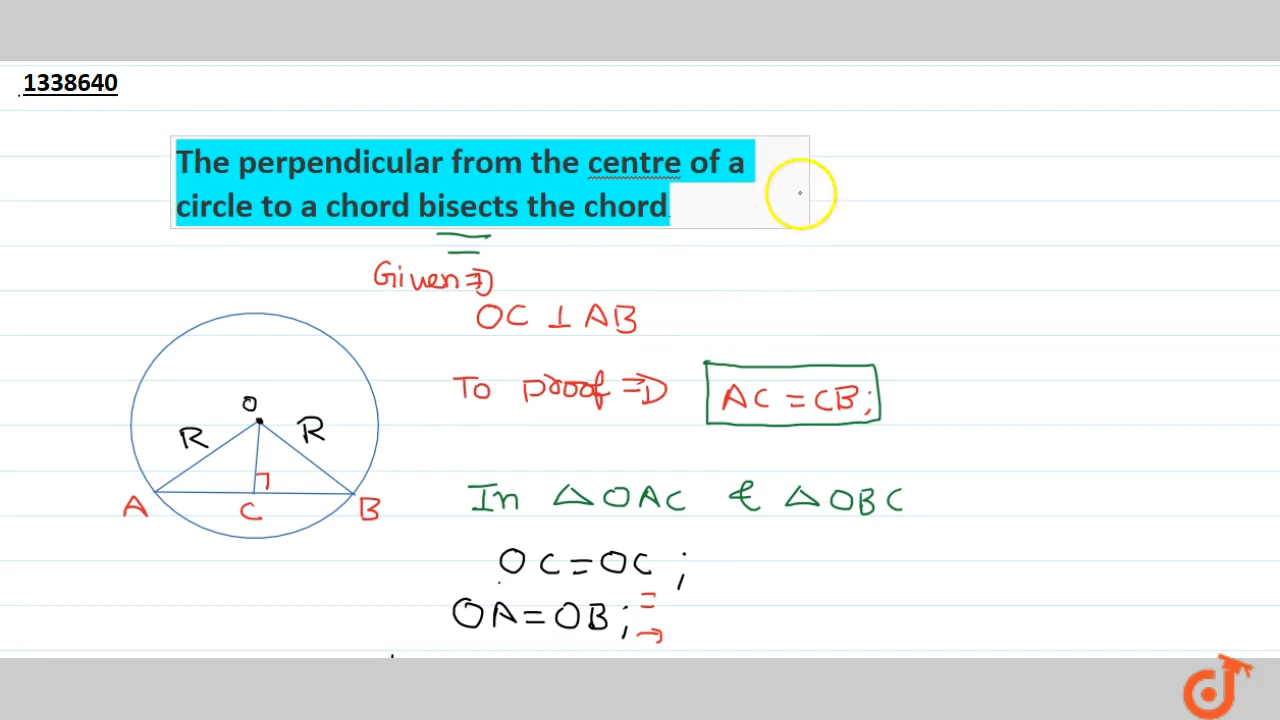 1338640
The perpendicular from the centre of a
circle to a chord bisects the chord
Given ⇒
OC ⊥ AB
To proof ⇒ AC = CB;
O
R R
A C B
In △OAC & △OBC
OC = OC ;
OA = OB ;